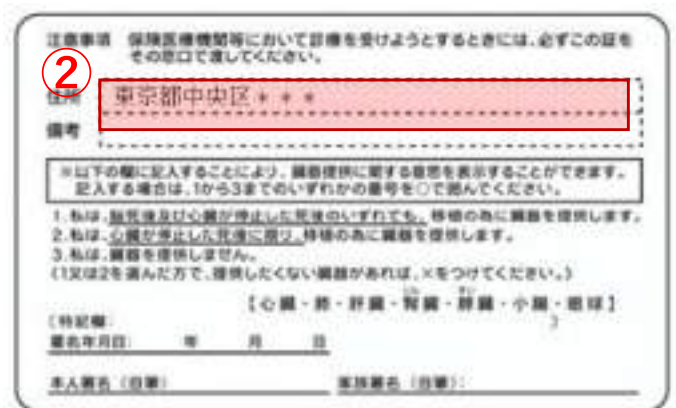 注意事項 保険医療機関等において診療を受けようとするときには、必ずこの証を
その窓口で渡してください。
②
住所 東京都中央区＊＊＊
備考
※以下の欄に記入することにより、臓器提供に関する意思を表示することができます。
記入する場合は、1から3までのいずれかの番号を○で囲んでください。
1.私は、脳死後及び心臓が停止した死後のいずれでも、移植の為に臓器を提供します。
2.私は、心臓が停止した死後に限り、移植の為に臓器を提供します。
3.私は、臓器を提供しません。
(1又は2を選んだ方で、提供したくない臓器があれば、×をつけてください。)
【心臓・肺・肝臓・腎臓・膵臓・小腸・眼球】
(特記欄: )
署名年月日: 年 月 日
本人署名(自筆): 家族署名(自筆):